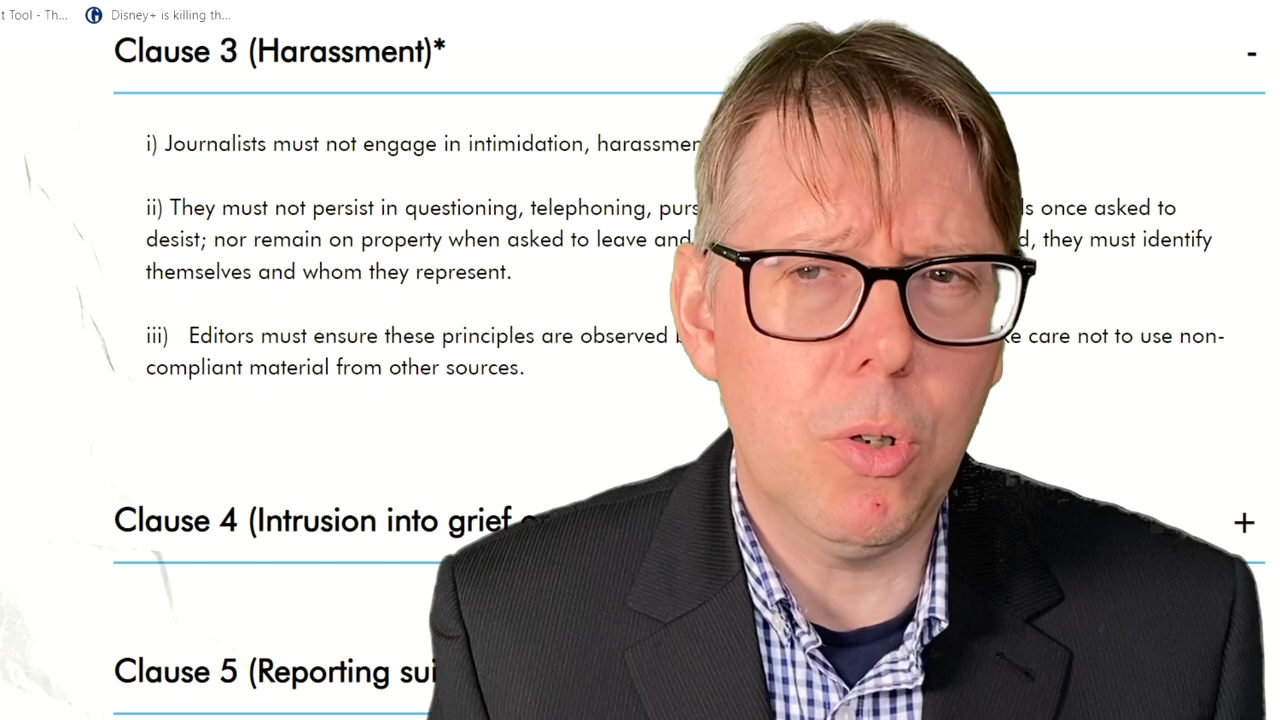 t Tool - Th...
Disney+ is killing th...
Clause 3 (Harassment)*
-
i) Journalists must not engage in intimidation, harassmen
ii) They must not persist in questioning, telephoning, purs ls once asked to
desist; nor remain on property when asked to leave and d, they must identify
themselves and whom they represent.
iii) Editors must ensure these principles are observed ke care not to use non-
compliant material from other sources.
Clause 4 (Intrusion into grief
+
Clause 5 (Reporting sui